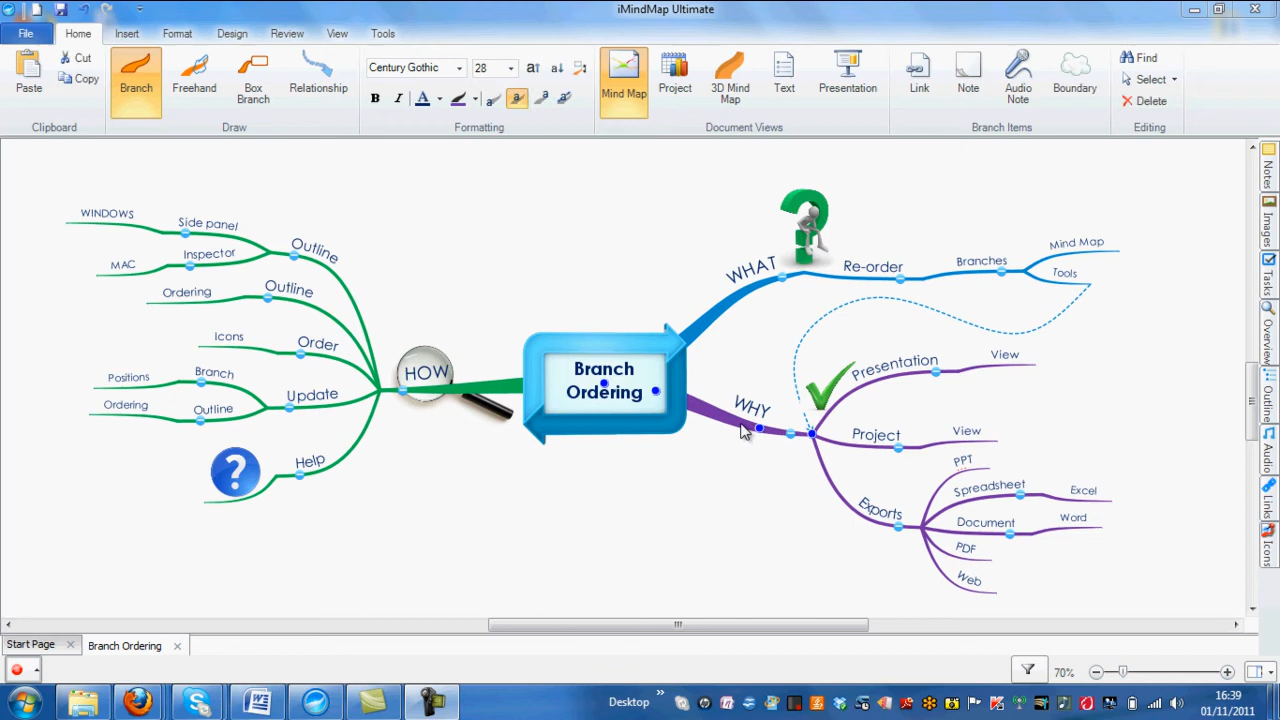 iMindMap Ultimate
File Home Insert Format Design Review View Tools
Paste
Cut
Copy
Clipboard
Branch
Freehand
Box Branch
Relationship
Draw
Century Gothic 28
B I A
Formatting
Mind Map
Project
3D Mind Map
Text
Presentation
Document Views
Link
Note
Audio Note
Boundary
Branch Items
Find
Select
Delete
Editing
WINDOWS
Side panel
MAC
Inspector
Outline
Ordering
Outline
Icons
Order
Positions
Branch
Ordering
Outline
Update
?
Help
HOW
Branch
Ordering
?
WHAT
Re-order
Branches
Mind Map
Tools
WHY
Presentation
View
Project
View
Exports
PPT
Spreadsheet
Excel
Document
Word
PDF
Web
Notes
Images
Tasks
Overview
Outline
Audio
Links
Icons
Start Page
Branch Ordering
70%
Desktop
16:39
01/11/2011